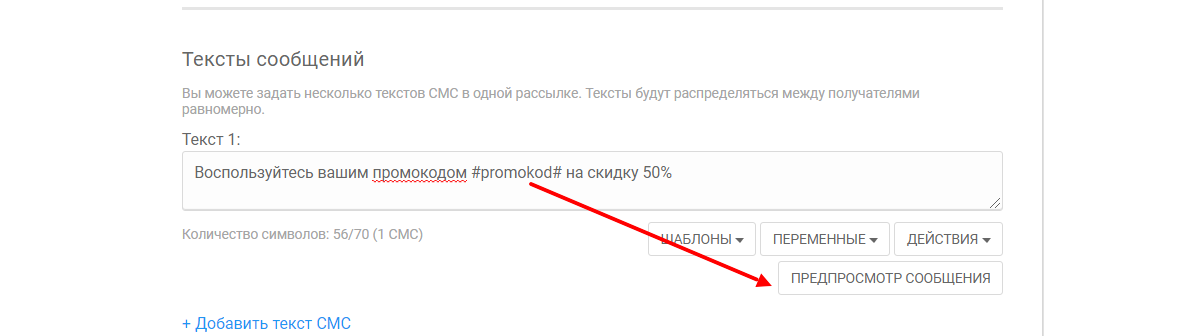 Тексты сообщений
Вы можете задать несколько текстов СМС в одной рассылке. Тексты будут распределяться между получателями
равномерно.
Текст 1:
Воспользуйтесь вашим промокодом #promokod# на скидку 50%
Количество символов: 56/70 (1 СМС)
ШАБЛОНЫ ПЕРЕМЕННЫЕ ДЕЙСТВИЯ
ПРЕДПРОСМОТР СООБЩЕНИЯ
+ Добавить текст СМС